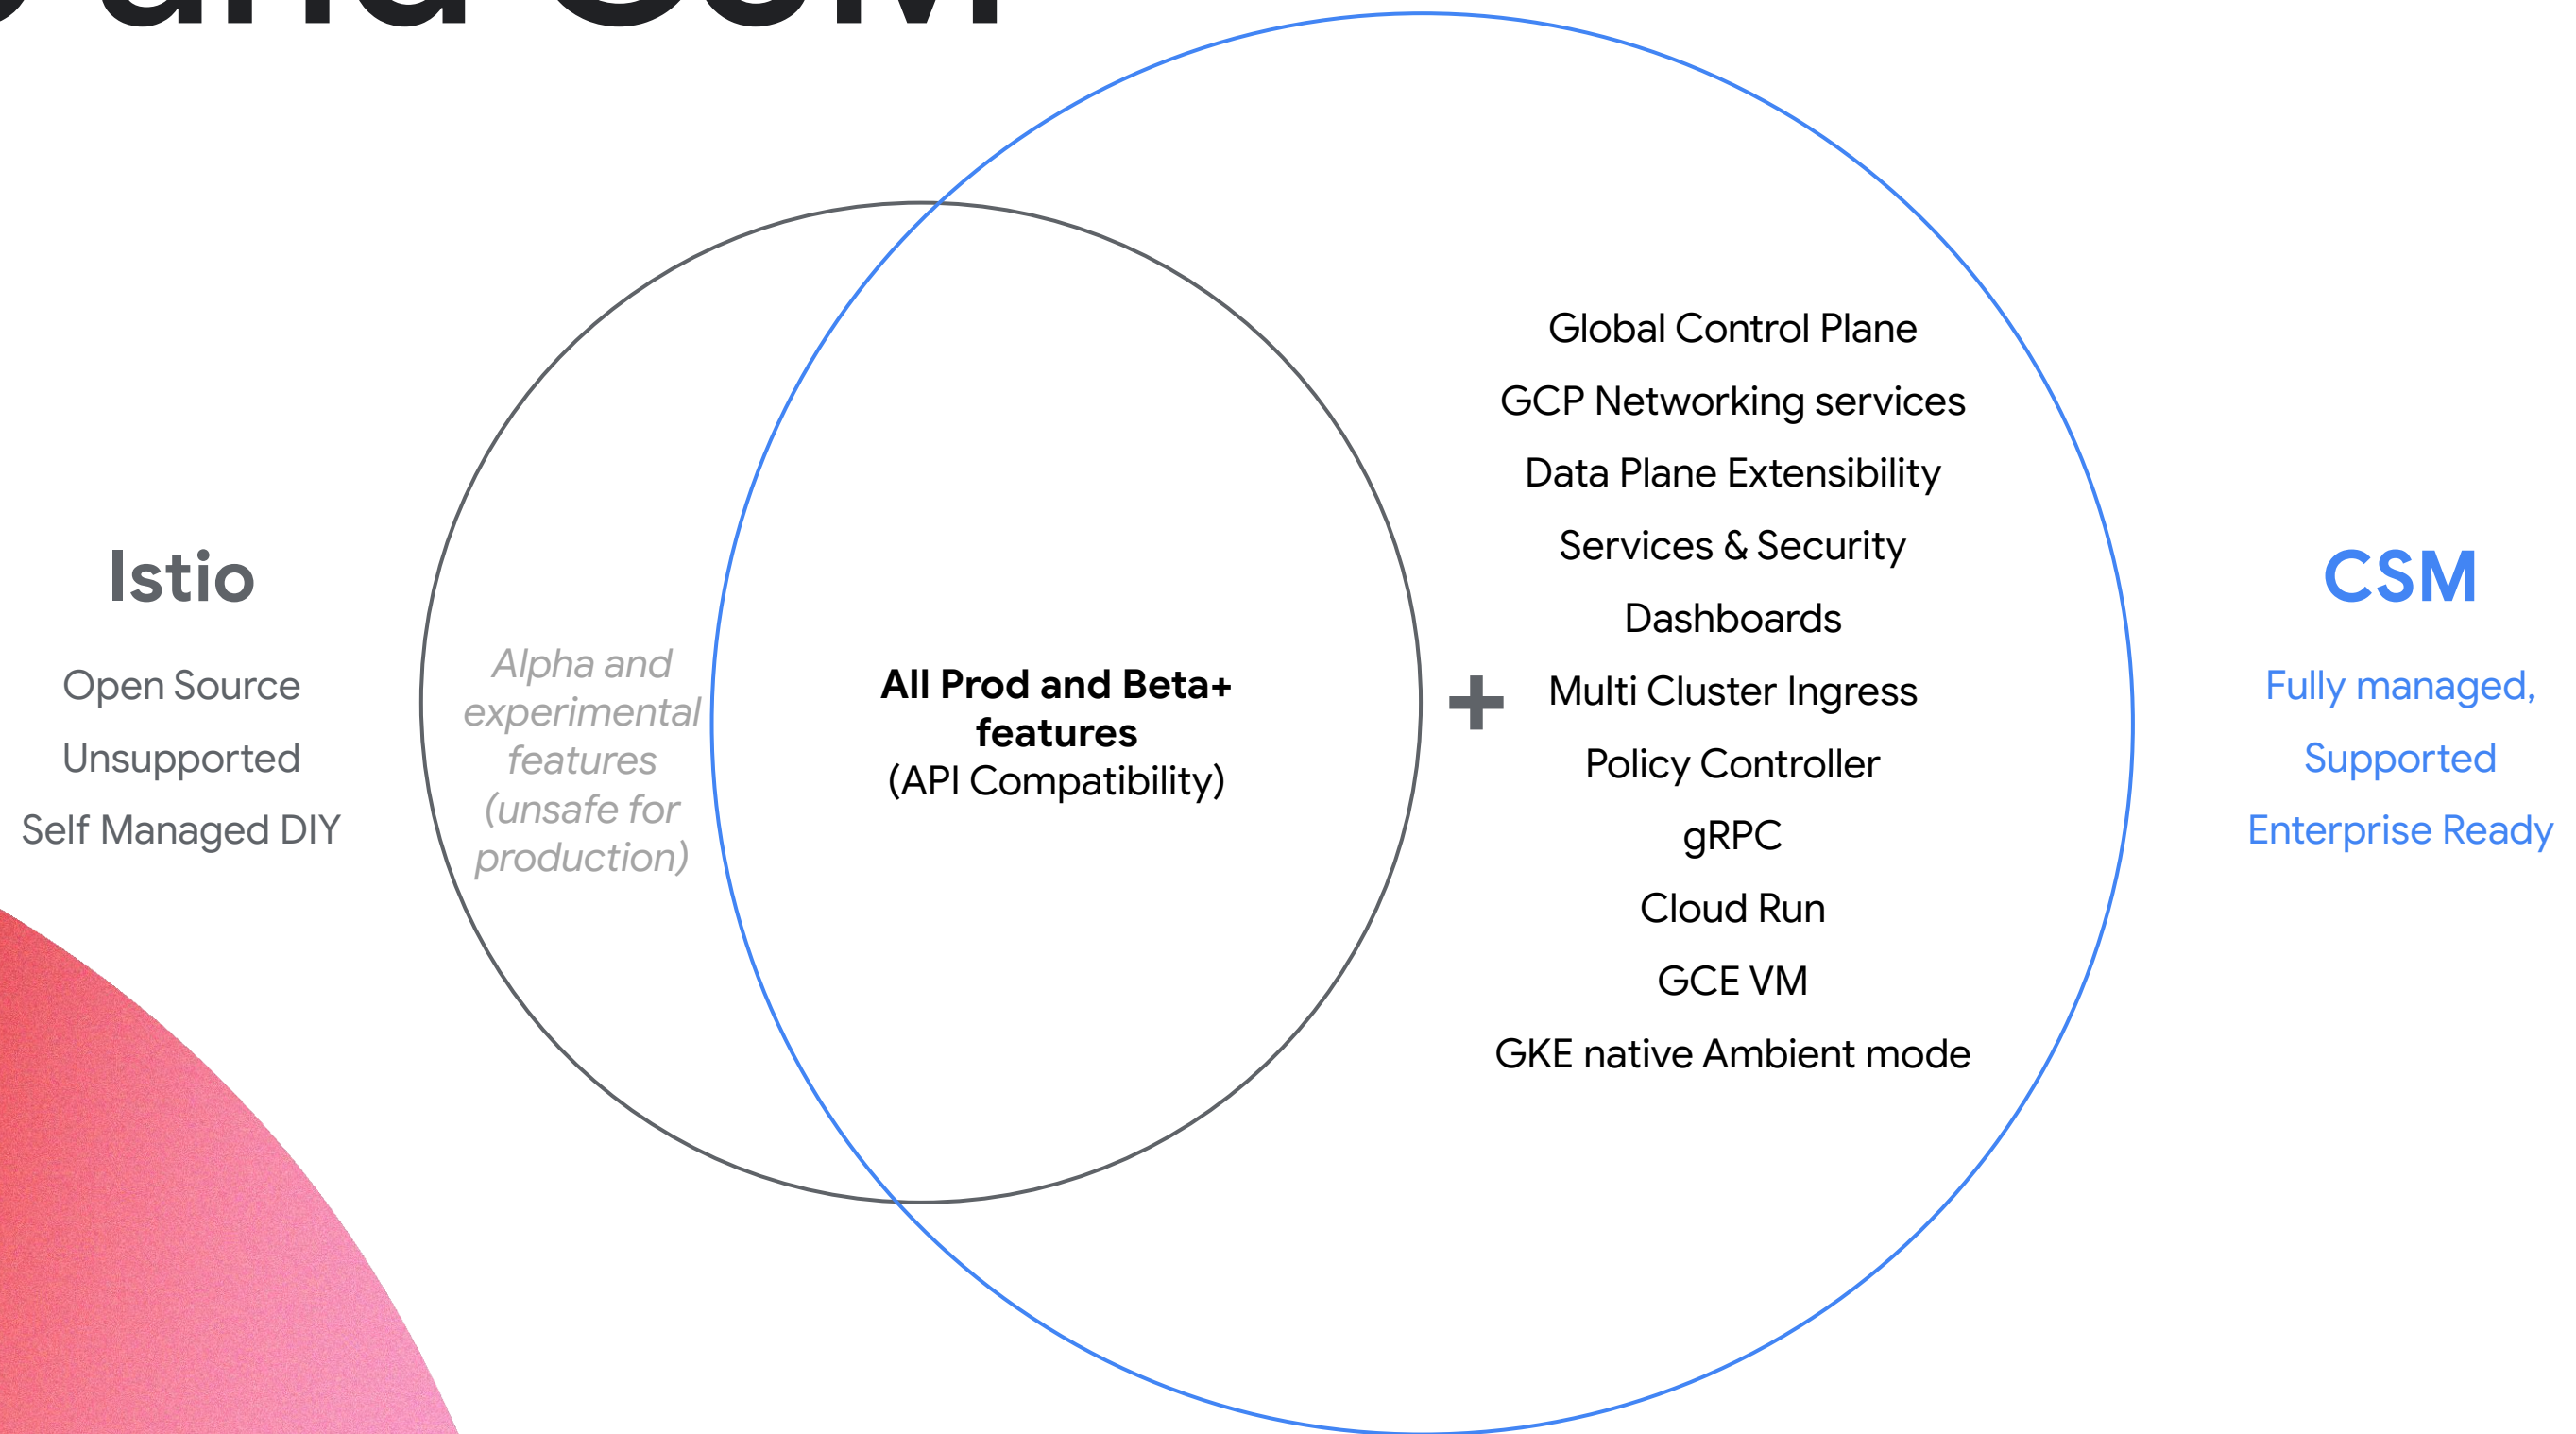 and CSM
Istio
Open Source
Unsupported
Self Managed DIY
Alpha and
experimental
features
(unsafe for
production)
All Prod and Beta+
features
(API Compatibility)
+
Global Control Plane
GCP Networking services
Data Plane Extensibility
Services & Security
Dashboards
Multi Cluster Ingress
Policy Controller
gRPC
Cloud Run
GCE VM
GKE native Ambient mode
CSM
Fully managed,
Supported
Enterprise Ready